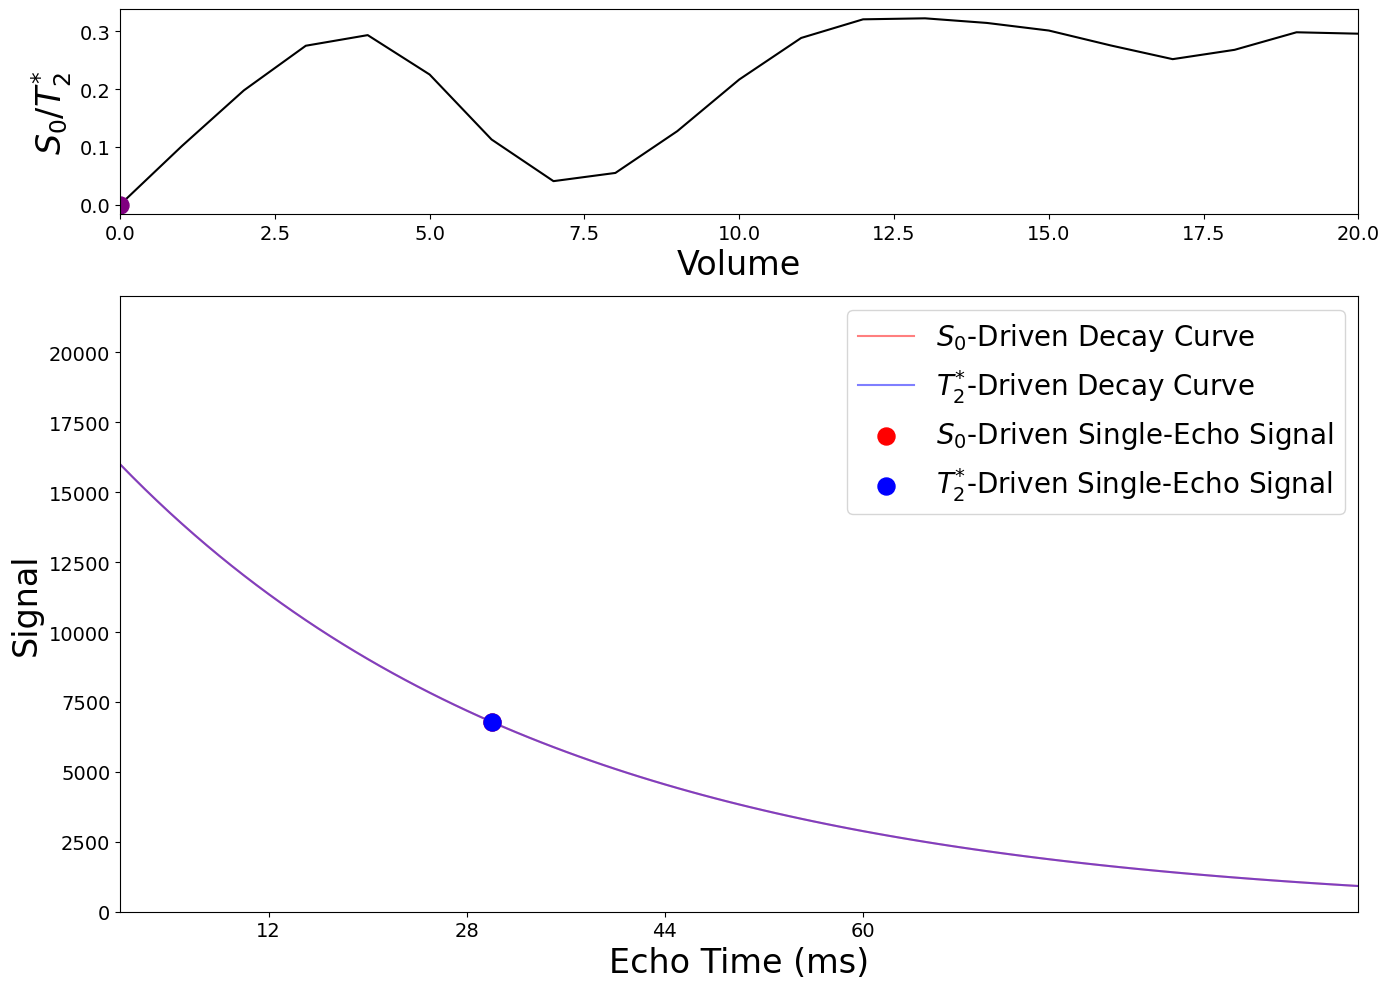 S₀/T₂*
0.3
0.2
0.1
0.0
0.0 2.5 5.0 7.5 10.0 12.5 15.0 17.5 20.0
Volume
Signal
20000
17500
15000
12500
10000
7500
5000
2500
0
S₀-Driven Decay Curve
T₂*-Driven Decay Curve
S₀-Driven Single-Echo Signal
T₂*-Driven Single-Echo Signal
12 28 44 60
Echo Time (ms)